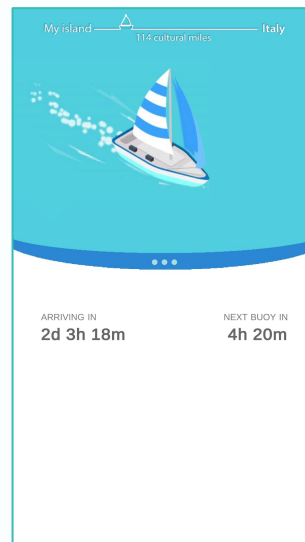 My island Italy
114 cultural miles
ARRIVING IN NEXT BUOY IN
2d 3h 18m 4h 20m